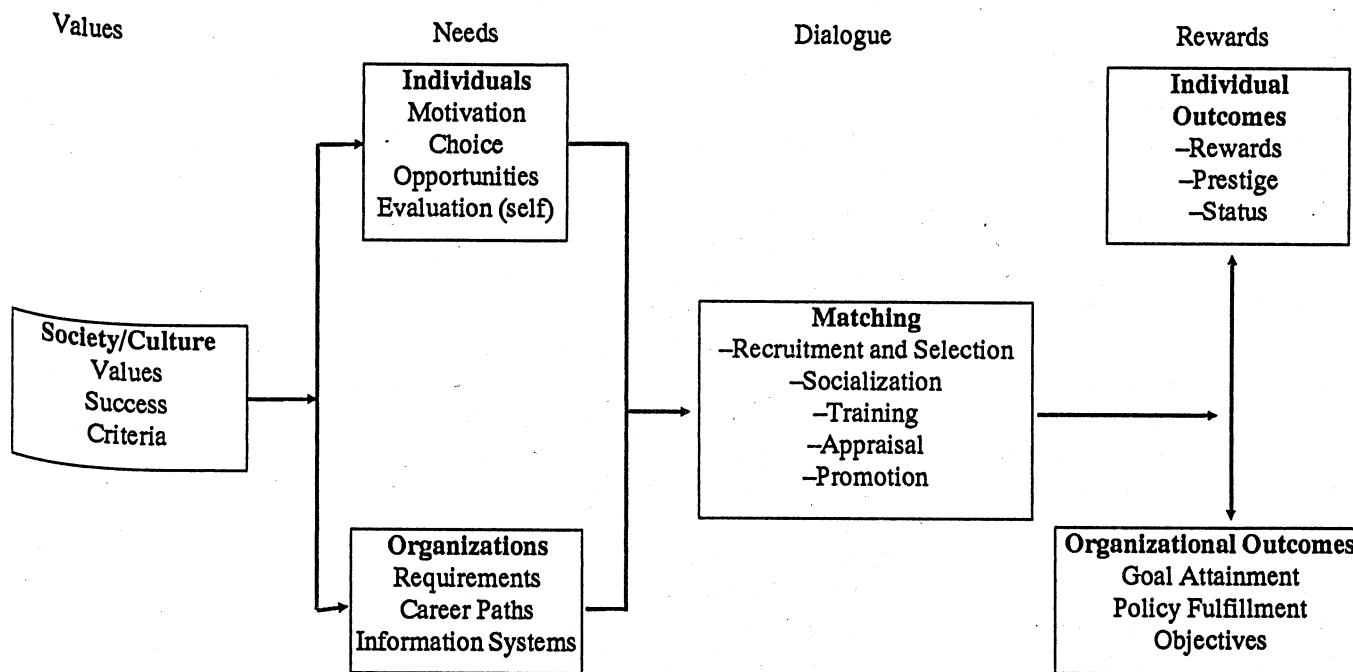 Values
Needs
Dialogue
Rewards
Individuals
Motivation
Choice
Opportunities
Evaluation (self)
Individual
Outcomes
–Rewards
–Prestige
–Status
Society/Culture
Values
Success
Criteria
Matching
–Recruitment and Selection
–Socialization
–Training
–Appraisal
–Promotion
Organizations
Requirements
Career Paths
Information Systems
Organizational Outcomes
Goal Attainment
Policy Fulfillment
Objectives